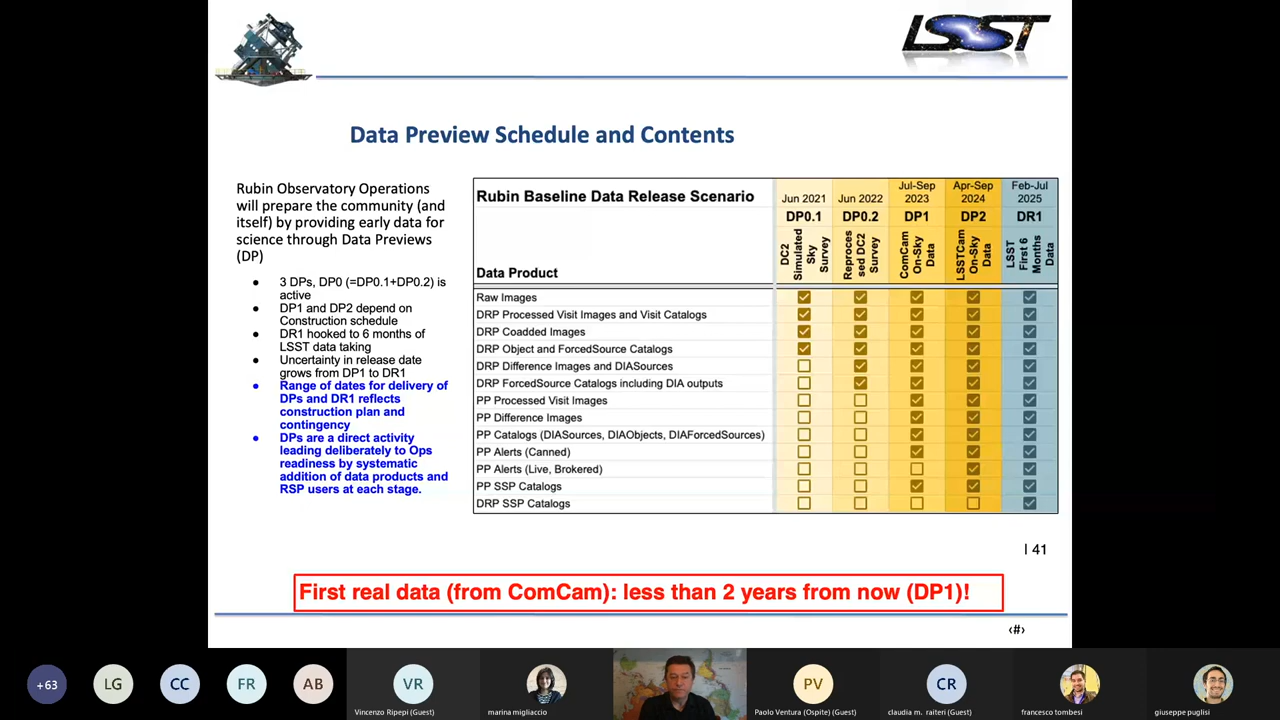 LSST
Data Preview Schedule and Contents
Rubin Observatory Operations
will prepare the community (and
itself) by providing early data for
science through Data Previews
(DP)
● 3 DPs, DP0 (=DP0.1+DP0.2) is
active
● DP1 and DP2 depend on
Construction schedule
● DR1 hooked to 6 months of
LSST data taking
● Uncertainty in release date
grows from DP1 to DR1
● Range of dates for delivery of
DPs and DR1 reflects
construction plan and
contingency
● DPs are a direct activity
leading deliberately to Ops
readiness by systematic
addition of data products and
RSP users at each stage.
Rubin Baseline Data Release Scenario
Jun 2021
DP0.1
DC2
Simulated
Sky
Survey
Jun 2022
DP0.2
Reproces
sed DC2
Survey
Jul-Sep
2023
DP1
ComCam
On-Sky
Data
Apr-Sep
2024
DP2
LSSTCam
On-Sky
Data
Feb-Jul
2025
DR1
LSST
First 6
Months
Data
Data Product
Raw Images
DRP Processed Visit Images and Visit Catalogs
DRP Coadded Images
DRP Object and ForcedSource Catalogs
DRP Difference Images and DIASources
DRP ForcedSource Catalogs including DIA outputs
PP Processed Visit Images
PP Difference Images
PP Catalogs (DIASources, DIAObjects, DIAForcedSources)
PP Alerts (Canned)
PP Alerts (Live, Brokered)
PP SSP Catalogs
DRP SSP Catalogs
| 41
First real data (from ComCam): less than 2 years from now (DP1)!
‹#›
+63
LG
CC
FR
AB
VR
PV
CR
Vincenzo Ripepi (Guest)
marina migliaccio
Paolo Ventura (Ospite) (Guest)
claudia m. raiteri (Guest)
francesco tombesi
giuseppe puglisi